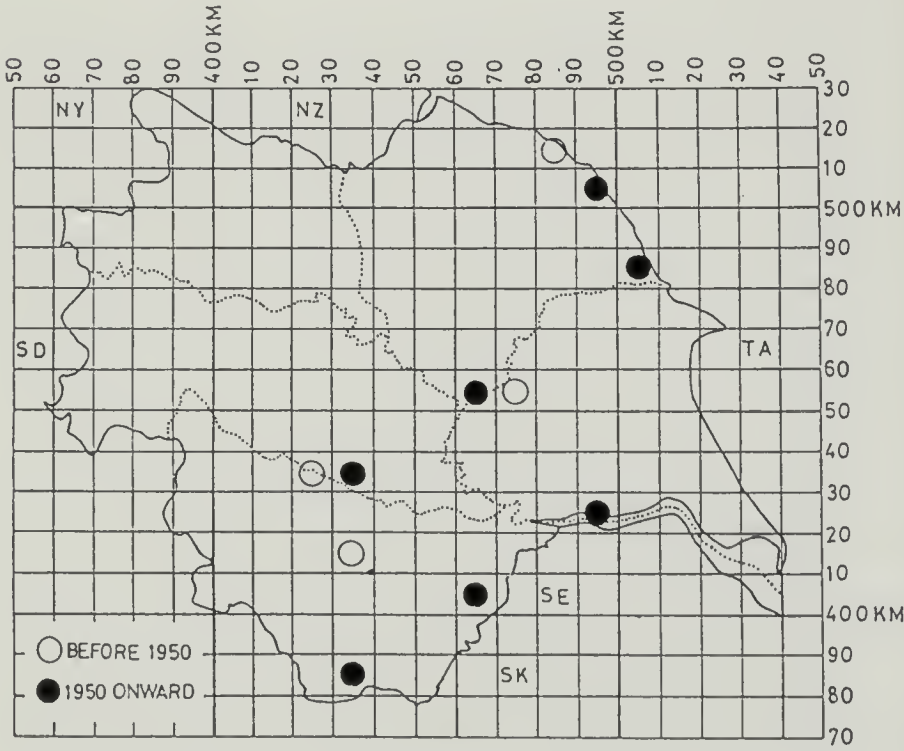 50 60 70 80 90 400KM 10 20 30 40 50 60 70 80 90 500KM 10 20 30 40 50
NY NZ
30
20
10
500KM
90
80
70
SD TA
60
50
40
30
20
10
SE
400KM
BEFORE 1950
90
SK
1950 ONWARD
80
70